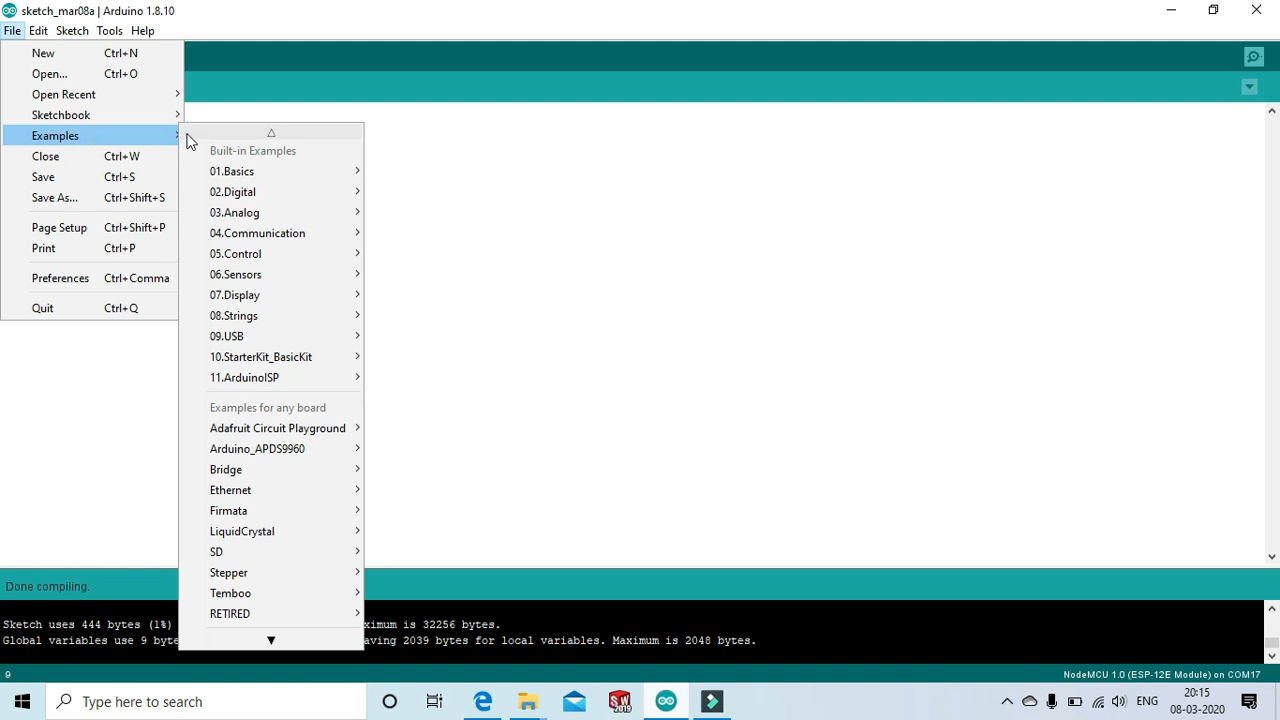 sketch_mar08a | Arduino 1.8.10
File Edit Sketch Tools Help
New Ctrl+N
Open... Ctrl+O
Open Recent
Sketchbook
Examples
Close Ctrl+W
Save Ctrl+S
Save As... Ctrl+Shift+S
Page Setup Ctrl+Shift+P
Print Ctrl+P
Preferences Ctrl+Comma
Quit Ctrl+Q
Built-in Examples
01.Basics
02.Digital
03.Analog
04.Communication
05.Control
06.Sensors
07.Display
08.Strings
09.USB
10.StarterKit_BasicKit
11.ArduinoISP
Examples for any board
Adafruit Circuit Playground
Arduino_APDS9960
Bridge
Ethernet
Firmata
LiquidCrystal
SD
Stepper
Temboo
RETIRED
Done compiling.
Sketch uses 444 bytes (1%) aximum is 32256 bytes.
Global variables use 9 byte aving 2039 bytes for local variables. Maximum is 2048 bytes.
9 NodeMCU 1.0 (ESP-12E Module) on COM17
Type here to search
SW
2019
ENG
20:15
08-03-2020